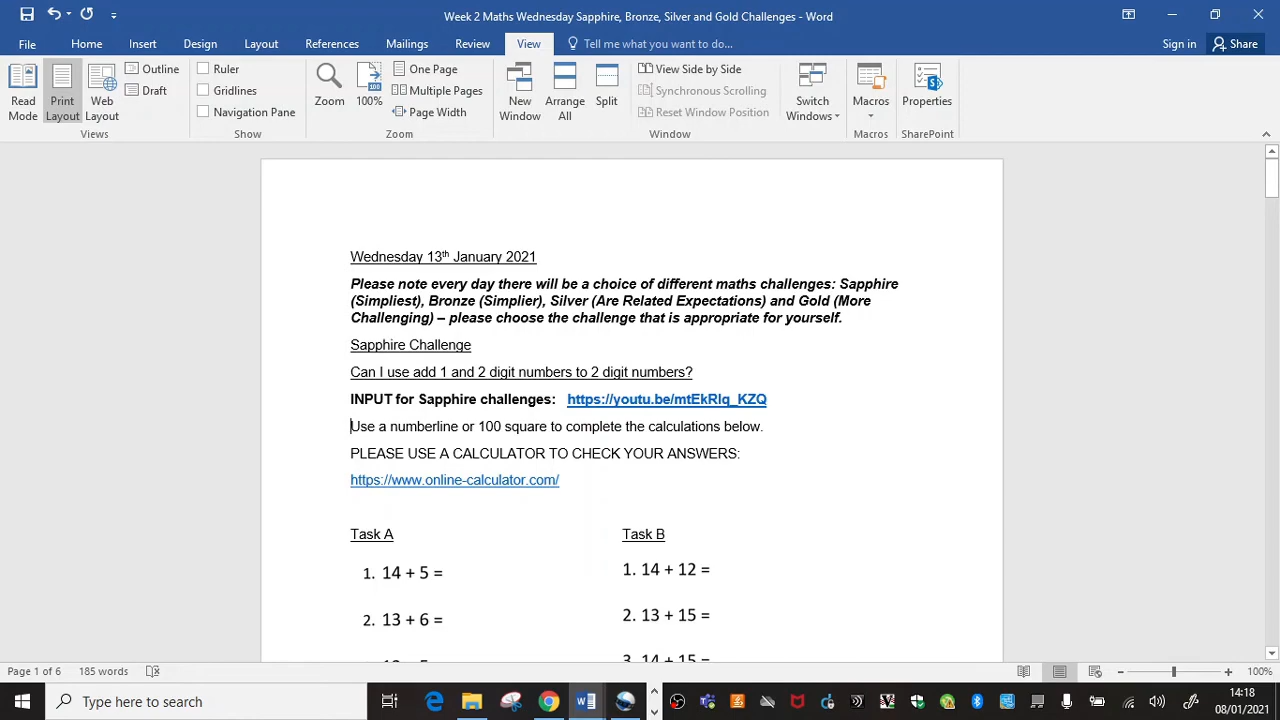 Week 2 Maths Wednesday Sapphire, Bronze, Silver and Gold Challenges - Word
File Home Insert Design Layout References Mailings Review View Tell me what you want to do... Sign in Share
Read Mode
Print Layout
Web Layout
Outline
Draft
Views
Ruler
Gridlines
Navigation Pane
Show
Zoom
100%
One Page
Multiple Pages
Page Width
Zoom
New Window
Arrange All
Split
View Side by Side
Synchronous Scrolling
Reset Window Position
Window
Switch Windows
Macros
Macros
Properties
SharePoint
Wednesday 13th January 2021
Please note every day there will be a choice of different maths challenges: Sapphire
(Simpliest), Bronze (Simplier), Silver (Are Related Expectations) and Gold (More
Challenging) – please choose the challenge that is appropriate for yourself.
Sapphire Challenge
Can I use add 1 and 2 digit numbers to 2 digit numbers?
INPUT for Sapphire challenges: https://youtu.be/mtEkRlq_KZQ
Use a numberline or 100 square to complete the calculations below.
PLEASE USE A CALCULATOR TO CHECK YOUR ANSWERS:
https://www.online-calculator.com/
Task A Task B
1. 14 + 5 = 1. 14 + 12 =
2. 13 + 6 = 2. 13 + 15 =
3. 14 + 15 =
Page 1 of 6 185 words 100%
Type here to search
14:18
08/01/2021